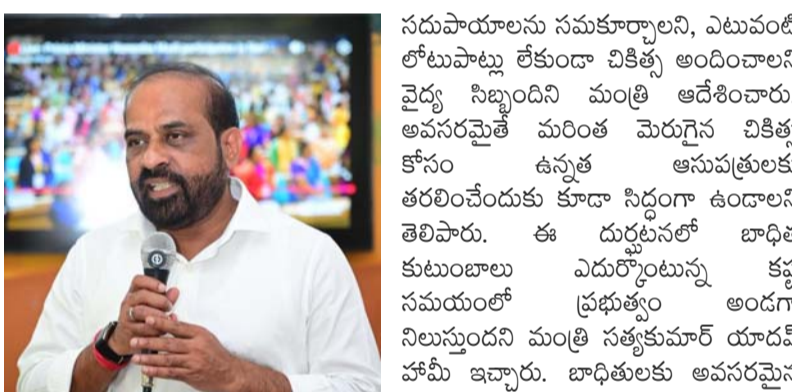 సదుపాయాలను సమకూర్చాలని, ఎటువంటి
లోటుపాట్లు లేకుండా చికిత్స అందించాలని
వైద్య సిబ్బందిని మంత్రి ఆదేశించారు
అవసరమైతే మరింత మెరుగైన చికిత్స
కోసం ఉన్నత ఆసుపత్రులకు
తరలించేందుకు కూడా సిద్ధంగా ఉండాలని
తెలిపారు. ఈ దుర్ఘటనలో బాధిత
కుటుంబాలు ఎదుర్కొంటున్న కష్ట
సమయంలో ప్రభుత్వం అండగా
నిలుస్తుందని మంత్రి సత్యకుమార్ యాదవ్
హామీ ఇచ్చారు. బాధితులకు అవసరమైన